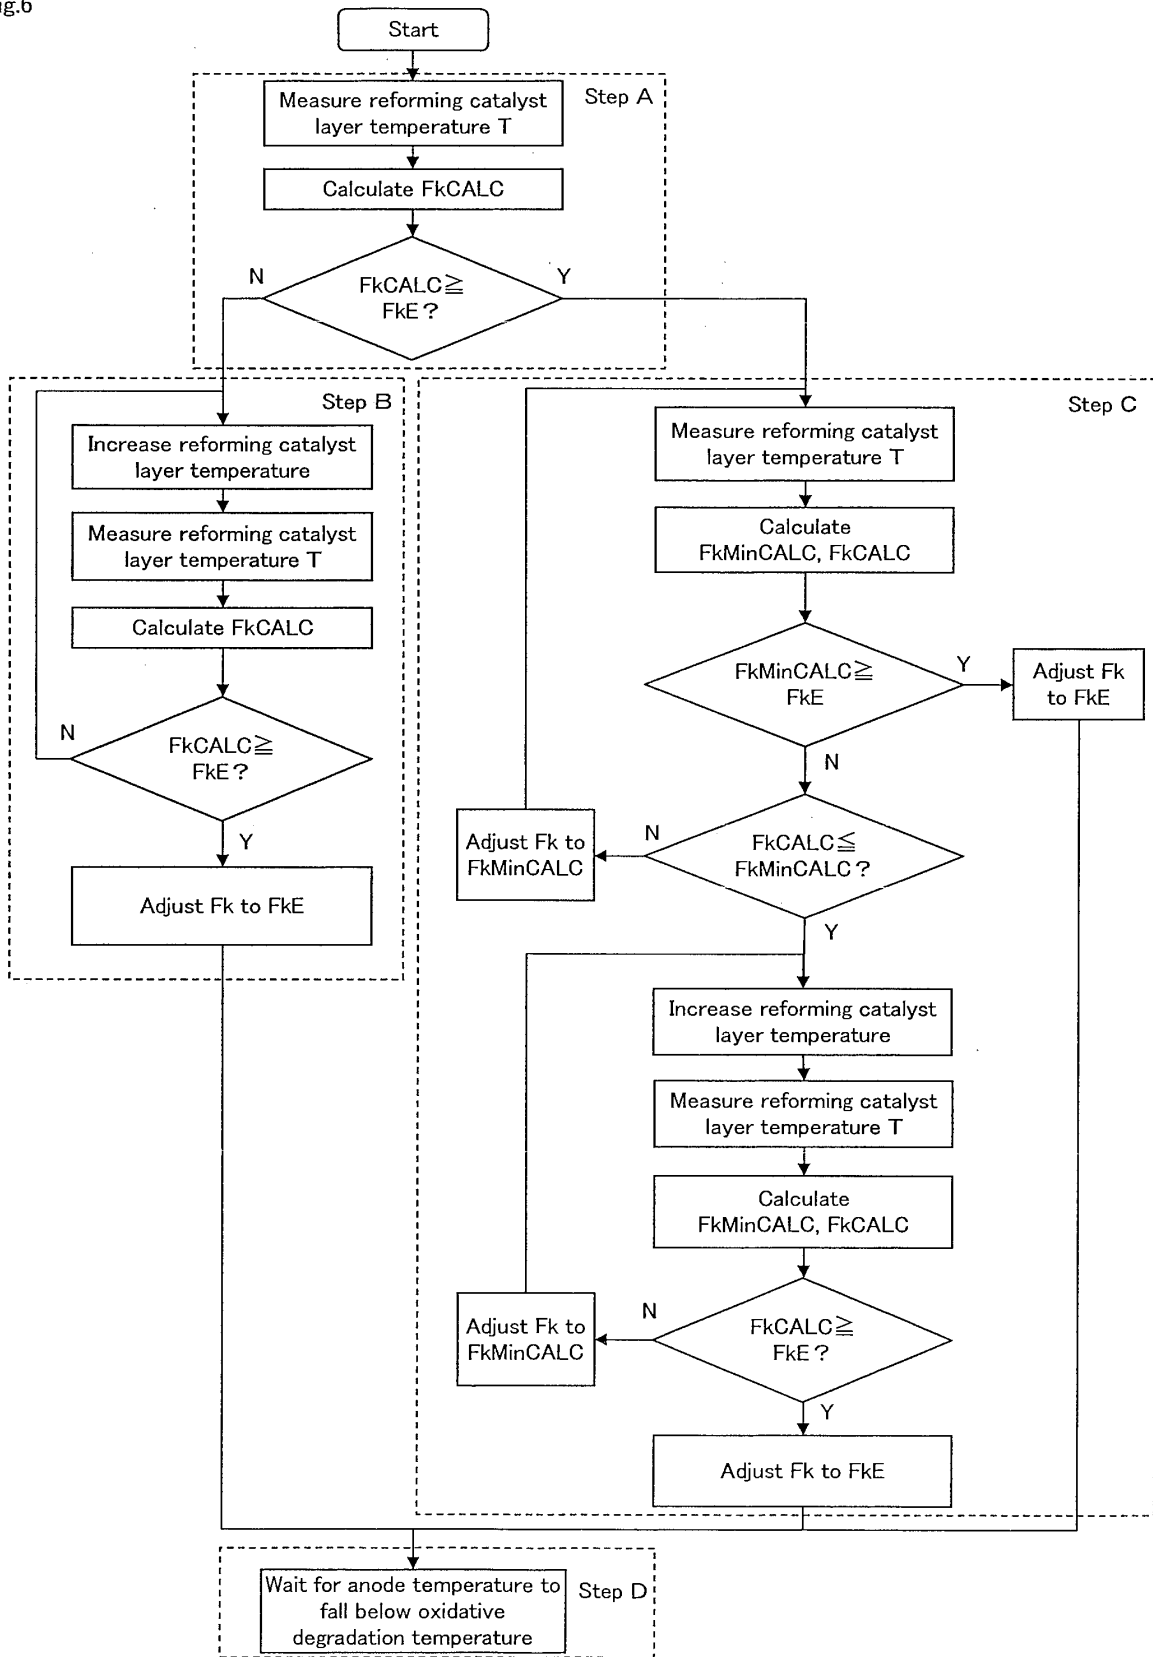 Fig.6
Start
Step A
Measure reforming catalyst
layer temperature T
Calculate FkCALC
N
Y
FkCALC≧
FkE?
Step B
Increase reforming catalyst
layer temperature
Measure reforming catalyst
layer temperature T
Calculate FkCALC
N
FkCALC≧
FkE?
Y
Adjust Fk to FkE
Step C
Measure reforming catalyst
layer temperature T
Calculate
FkMinCALC, FkCALC
FkMinCALC≧
FkE
Y
Adjust Fk
to FkE
N
FkCALC≦
FkMinCALC?
N
Adjust Fk to
FkMinCALC
Y
Increase reforming catalyst
layer temperature
Measure reforming catalyst
layer temperature T
Calculate
FkMinCALC, FkCALC
FkCALC≧
FkE?
N
Adjust Fk to
FkMinCALC
Y
Adjust Fk to FkE
Step D
Wait for anode temperature to
fall below oxidative
degradation temperature